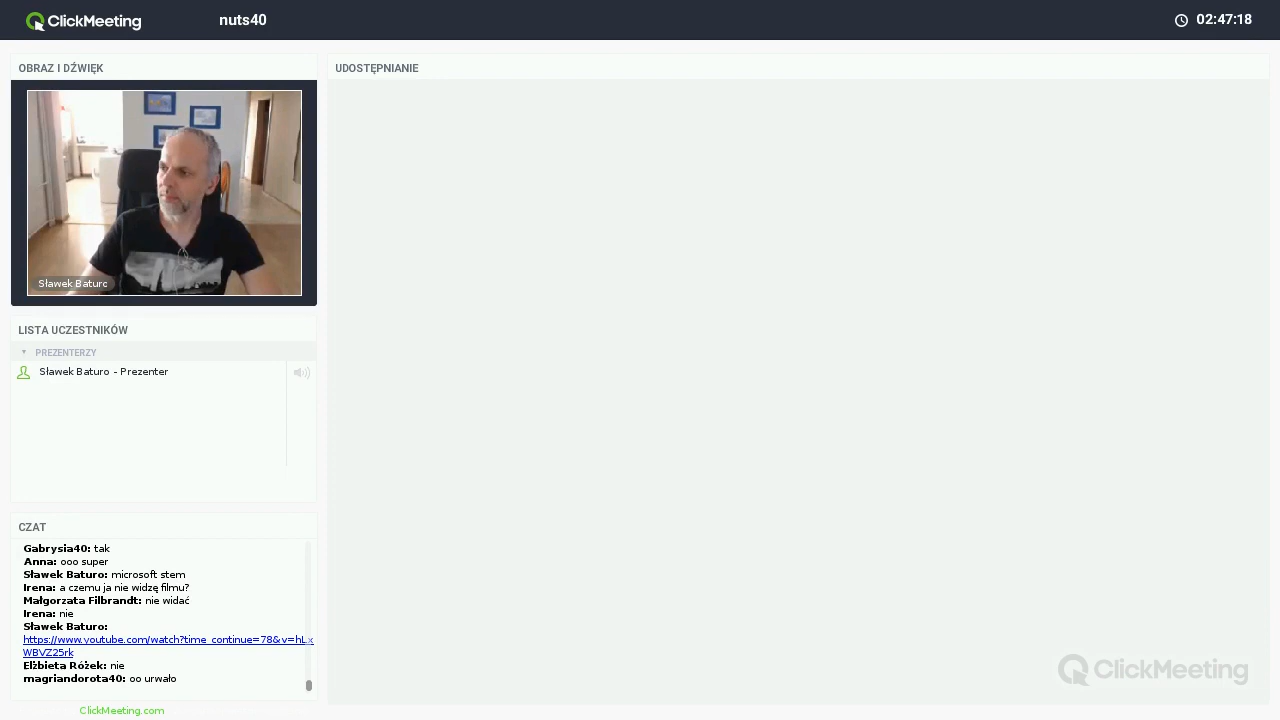 ClickMeeting
nuts40
02:47:18
OBRAZ I DŹWIĘK
Sławek Baturo
LISTA UCZESTNIKÓW
PREZENTERZY
Sławek Baturo - Prezenter
CZAT
Gabrysia40: tak
Anna: ooo super
Sławek Baturo: microsoft stem
Irena: a czemu ja nie widzę filmu?
Małgorzata Filbrandt: nie widać
Irena: nie
Sławek Baturo:
https://www.youtube.com/watch?time_continue=78&v=hLx
WBVZ25rk
Elżbieta Różek: nie
magriandorota40: oo urwało
ClickMeeting.com
UDOSTĘPNIANIE
ClickMeeting